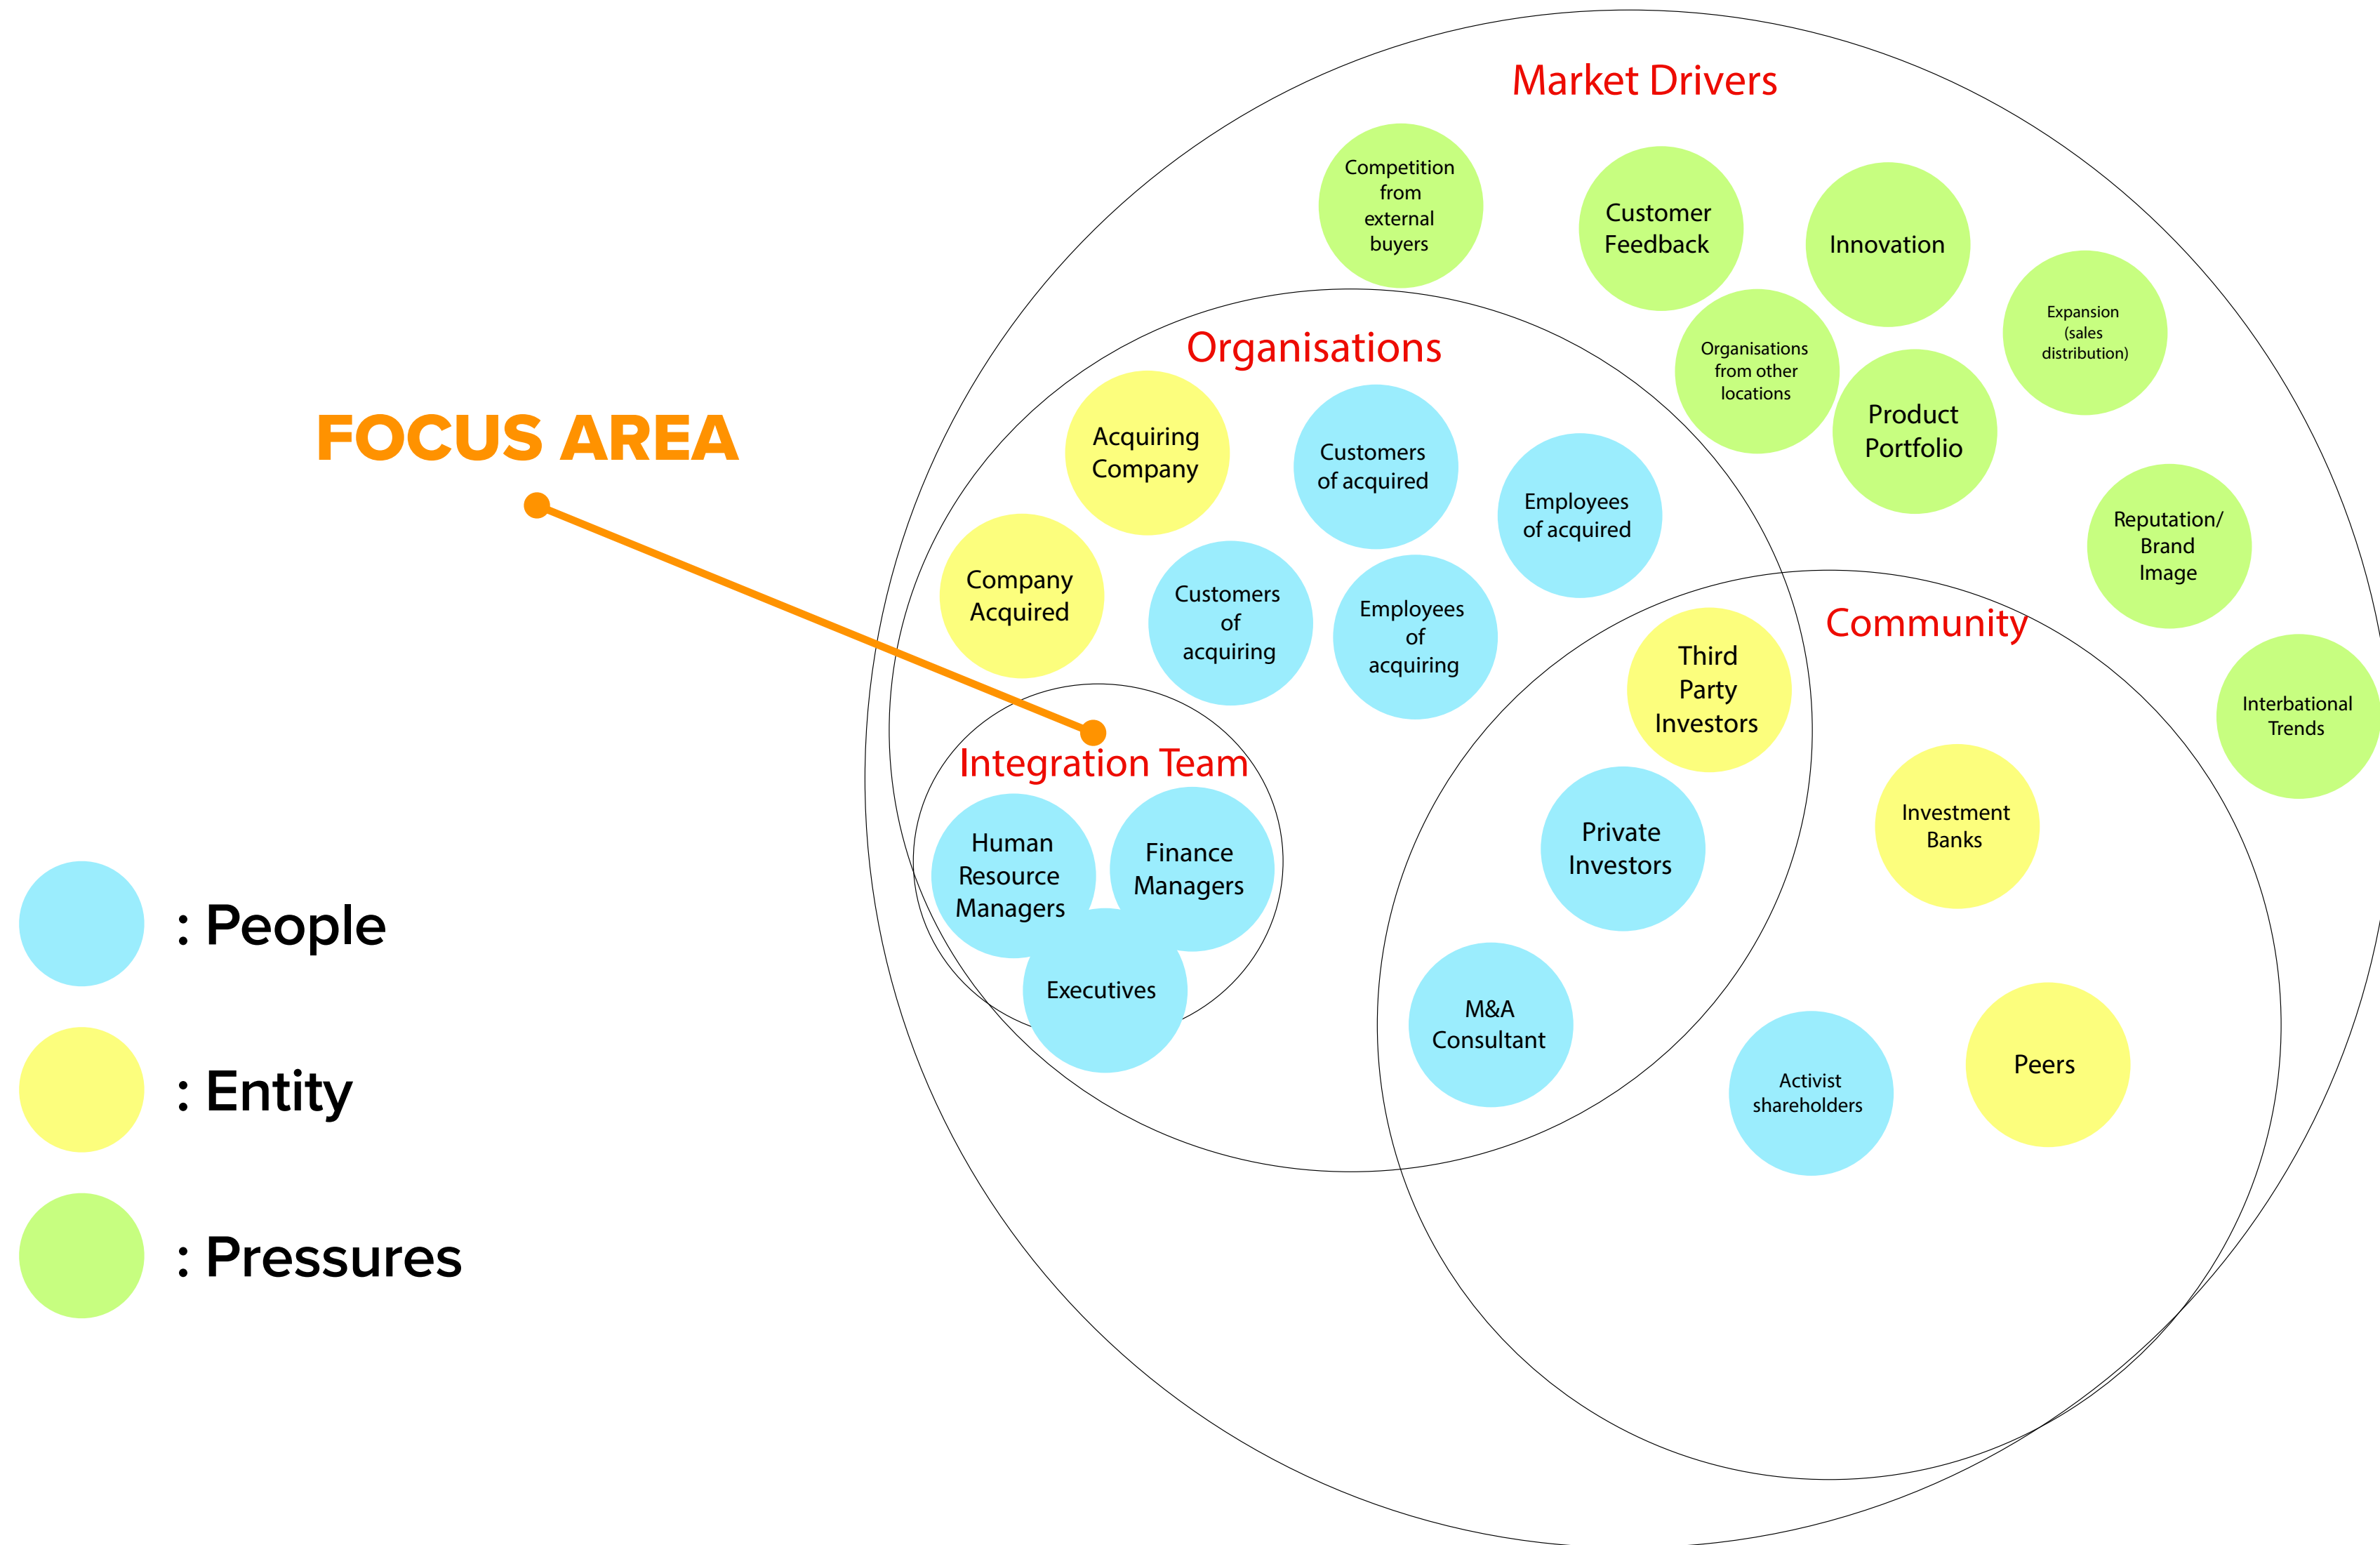 Market Drivers
Competition
from
external
buyers
Customer
Feedback
Innovation
Expansion
(sales
distribution)
Organisations
from other
locations
Product
Portfolio
Reputation/
Brand
Image
Interbational
Trends
Organisations
Acquiring
Company
Customers
of acquired
Employees
of acquired
Company
Acquired
Customers
of
acquiring
Employees
of
acquiring
FOCUS AREA
Community
Third
Party
Investors
Private
Investors
Investment
Banks
M&A
Consultant
Activist
shareholders
Peers
Integration Team
Human
Resource
Managers
Finance
Managers
Executives
: People
: Entity
: Pressures